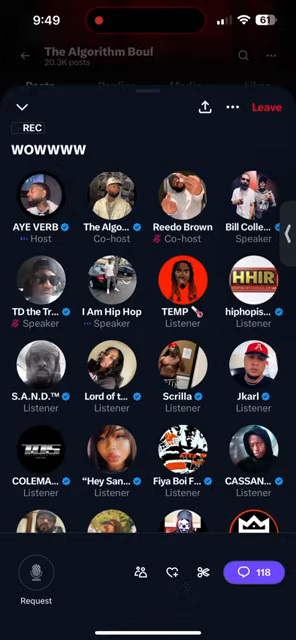 9:49
61
The Algorithm Boul
20.3K posts
Leave
REC
WOWWWW
AYE VERB
The Algo...
Reedo Brown
Bill Colle...
Host
Co-host
Co-host
Speaker
TD the Tr...
I Am Hip Hop
TEMP
HHIR
hiphopis...
Speaker
Speaker
Listener
Listener
S.A.N.D.™
Lord of t...
Scrilla
Jkarl
Listener
Listener
Listener
Listener
COLEMA...
"Hey San...
Fiya Boi F...
CASSAN...
Listener
Listener
Listener
Listener
Request
118